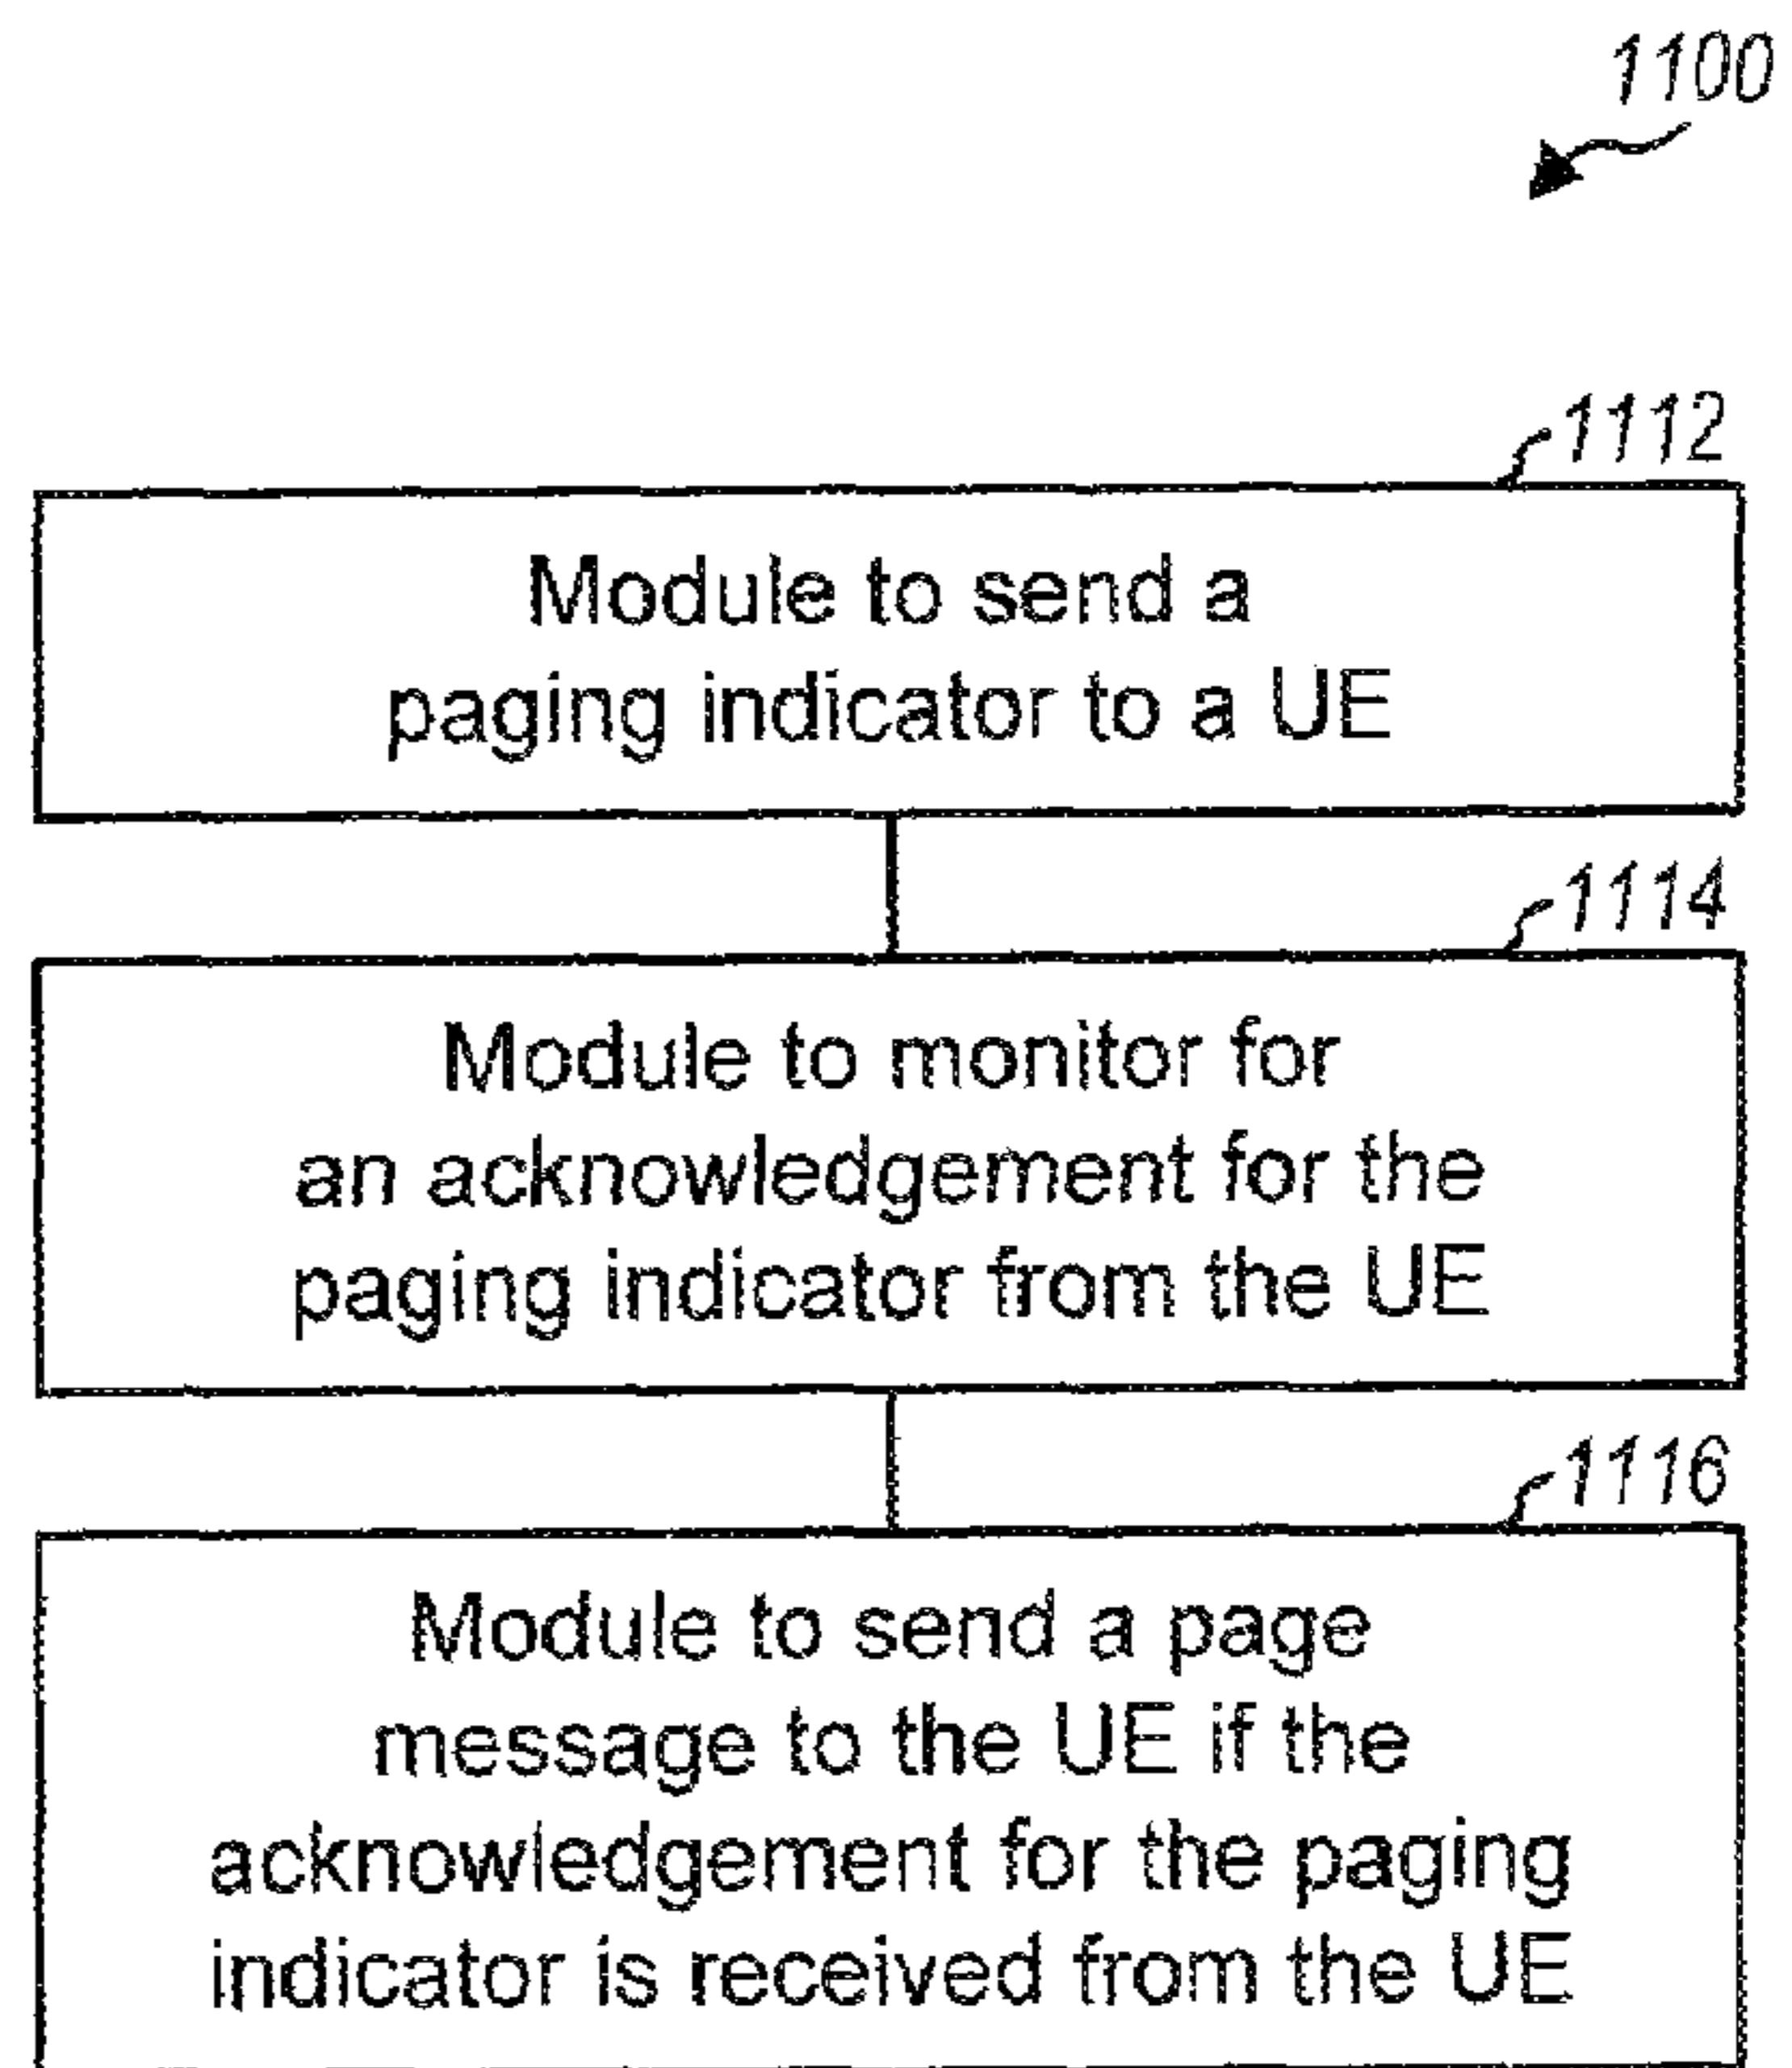 1100
1112
Module to send a
paging indicator to a UE
1114
Module to monitor for
an acknowledgement for the
paging indicator from the UE
1116
Module to send a page
message to the UE if the
acknowledgement for the paging
indicator is received from the UE